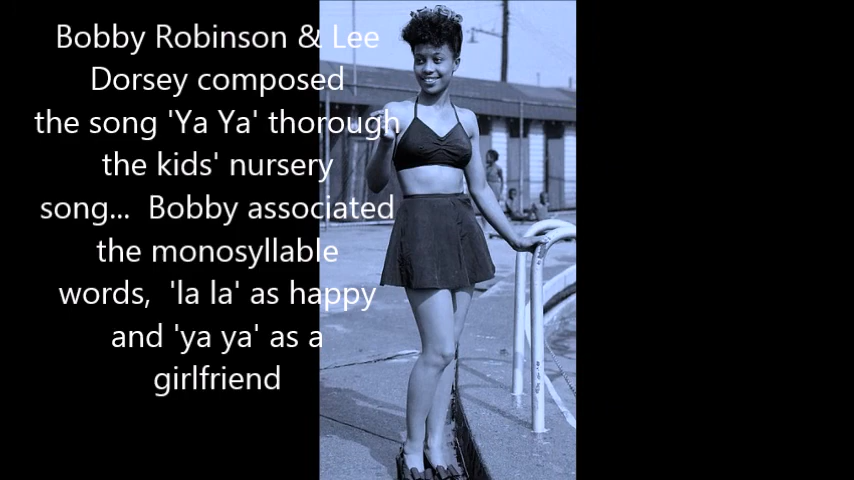 Bobby Robinson & Lee
Dorsey composed
the song 'Ya Ya' thorough
the kids' nursery
song...  Bobby associated
the monosyllable
words,  'la la' as happy
and 'ya ya' as a
girlfriend